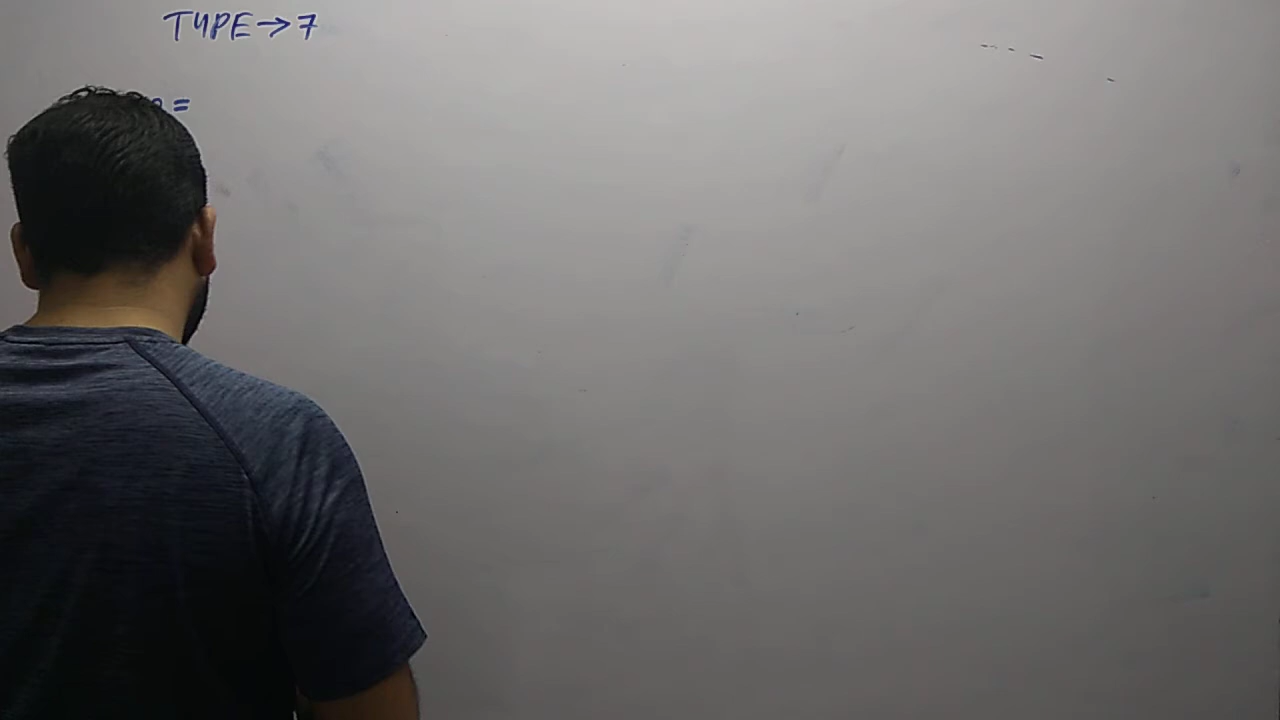 TYPE → 7
=